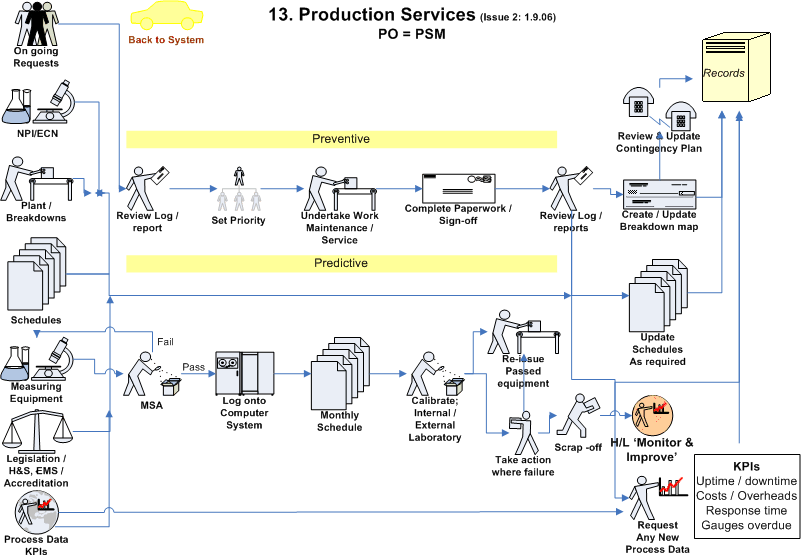 13. Production Services (Issue 2: 1.9.06)
PO = PSM
Back to System
On going
Requests
Records
NPI/ECN
Preventive
Review & Update
Contingency Plan
Plant /
Breakdowns
Review Log /
report
Set Priority
Undertake Work
Maintenance /
Service
Complete Paperwork /
Sign-off
Review Log /
reports
Create / Update
Breakdown map
Predictive
Schedules
Update
Schedules
As required
Fail
Pass
Measuring
Equipment
MSA
Log onto
Computer
System
Monthly
Schedule
Calibrate;
Internal /
External
Laboratory
Re-issue
Passed
equipment
Take action
where failure
Scrap -off
H/L ‘Monitor &
Improve’
Legislation /
H&S, EMS /
Accreditation
KPIs
Uptime / downtime
Costs / Overheads
Response time
Gauges overdue
Process Data
KPIs
Request
Any New
Process Data